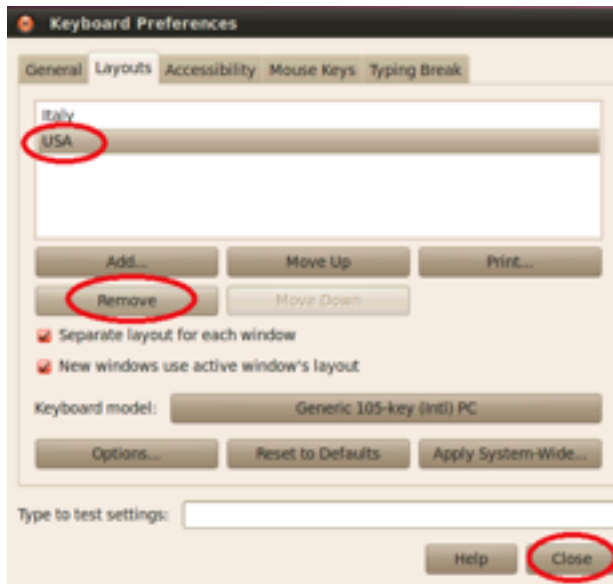 Keyboard Preferences
General Layouts Accessibility Mouse Keys Typing Break
Italy
USA
Add... Move Up Print...
Remove Move Down
Separate layout for each window
New windows use active window's layout
Keyboard model: Generic 105-key (Intl) PC
Options... Reset to Defaults Apply System-Wide...
Type to test settings:
Help Close